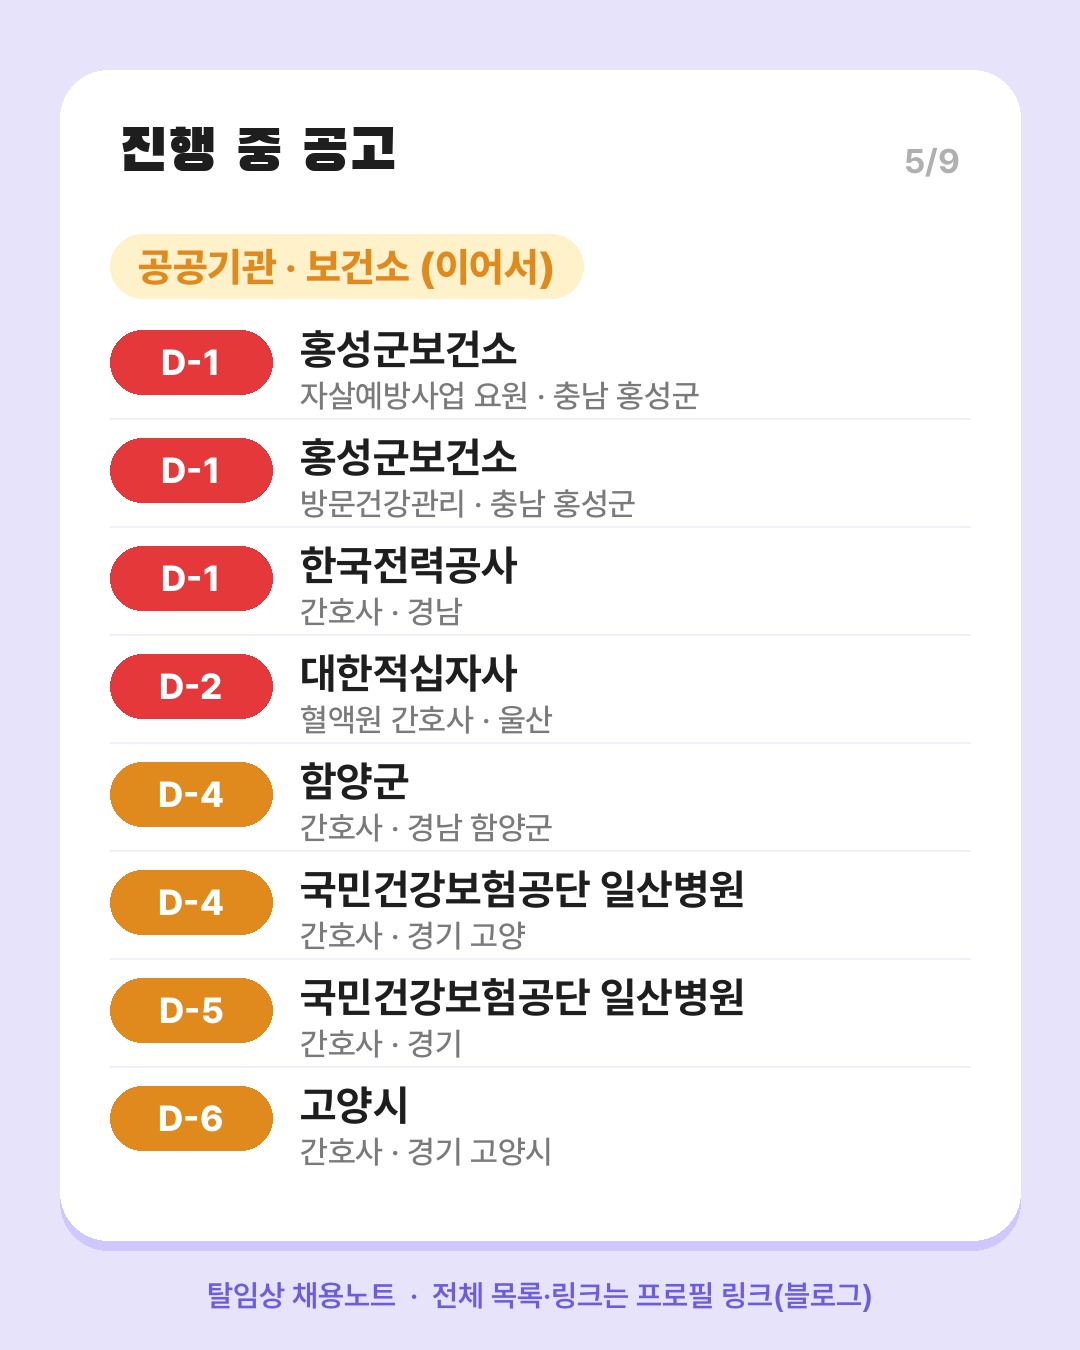 진행 중 공고
5/9
공공기관 · 보건소 (이어서)
D-1
홍성군보건소
자살예방사업 요원 · 충남 홍성군
D-1
홍성군보건소
방문건강관리 · 충남 홍성군
D-1
한국전력공사
간호사 · 경남
D-2
대한적십자사
혈액원 간호사 · 울산
D-4
함양군
간호사 · 경남 함양군
D-4
국민건강보험공단 일산병원
간호사 · 경기 고양
D-5
국민건강보험공단 일산병원
간호사 · 경기
D-6
고양시
간호사 · 경기 고양시
탈임상 채용노트 · 전체 목록·링크는 프로필 링크(블로그)